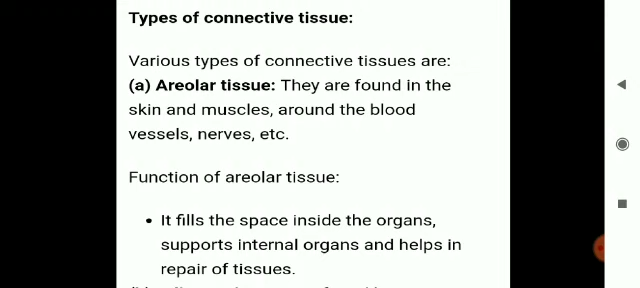 Types of connective tissue:
Various types of connective tissues are:
(a) Areolar tissue: They are found in the
skin and muscles, around the blood
vessels, nerves, etc.
Function of areolar tissue:
• It fills the space inside the organs,
supports internal organs and helps in
repair of tissues.